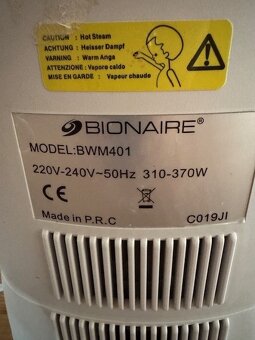 CAUTION : Hot Steam
ACHTUNG : Heisser Dampf
VARNING : Warm Anga
ATTENZIONE : Vapore caldo
MISE EN GARDE : Vapeur chaude
BIONAIRE®
MODEL:BWM401
220V-240V~50Hz 310-370W
CE
Made in P.R.C C019JI